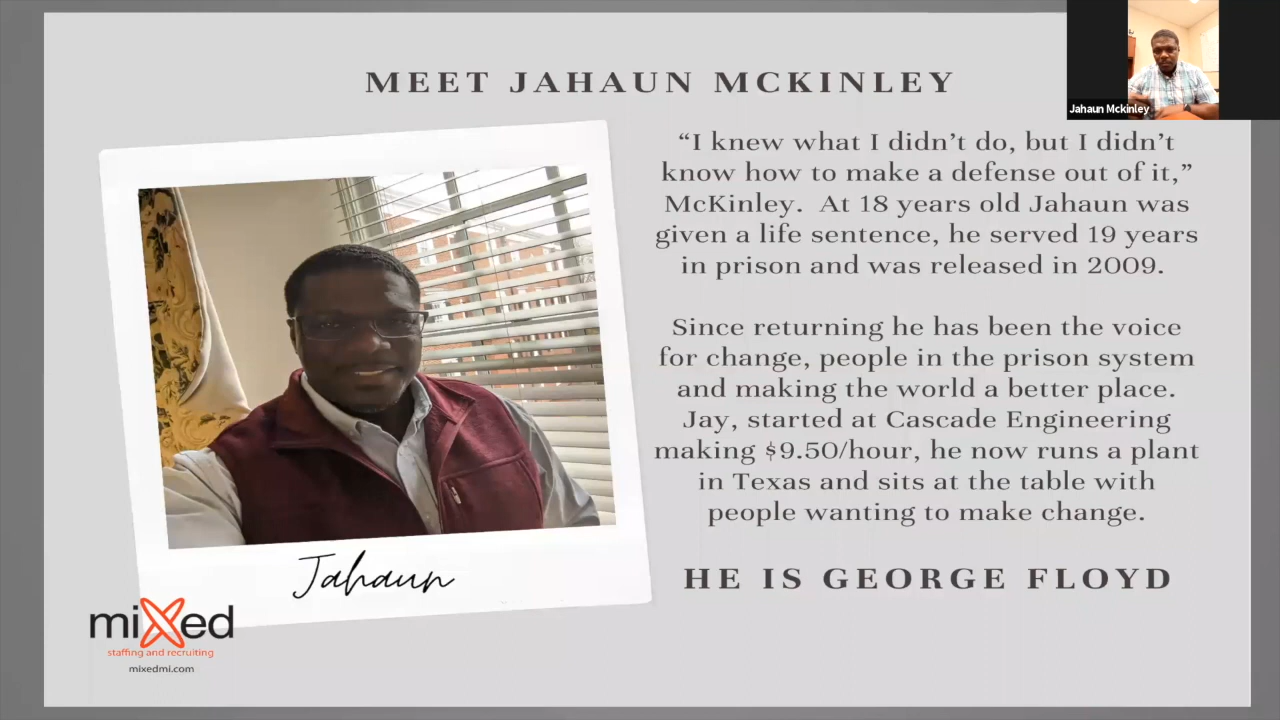 MEET JAHAUN MCKINLEY
Jahaun Mckinley
“I knew what I didn’t do, but I didn’t
know how to make a defense out of it,”
McKinley.  At 18 years old Jahaun was
given a life sentence, he served 19 years
in prison and was released in 2009.
Since returning he has been the voice
for change, people in the prison system
and making the world a better place.
Jay, started at Cascade Engineering
making $9.50/hour, he now runs a plant
in Texas and sits at the table with
people wanting to make change.
HE IS GEORGE FLOYD
Jahaun
mixed
staffing and recruiting
mixedmi.com